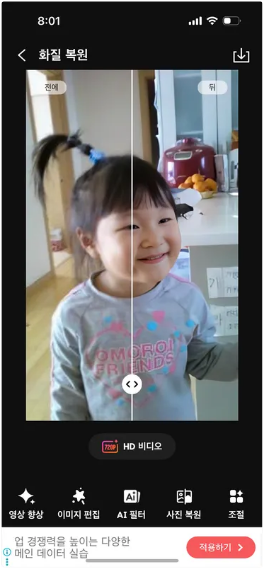 8:01
화질 복원
전에
뒤
OMOFOI
FRIENDS
HD 비디오
영상 향상
이미지 편집
AI 필터
사진 복원
조절
업 경쟁력을 높이는 다양한
메인 데이터 실습
적용하기 >